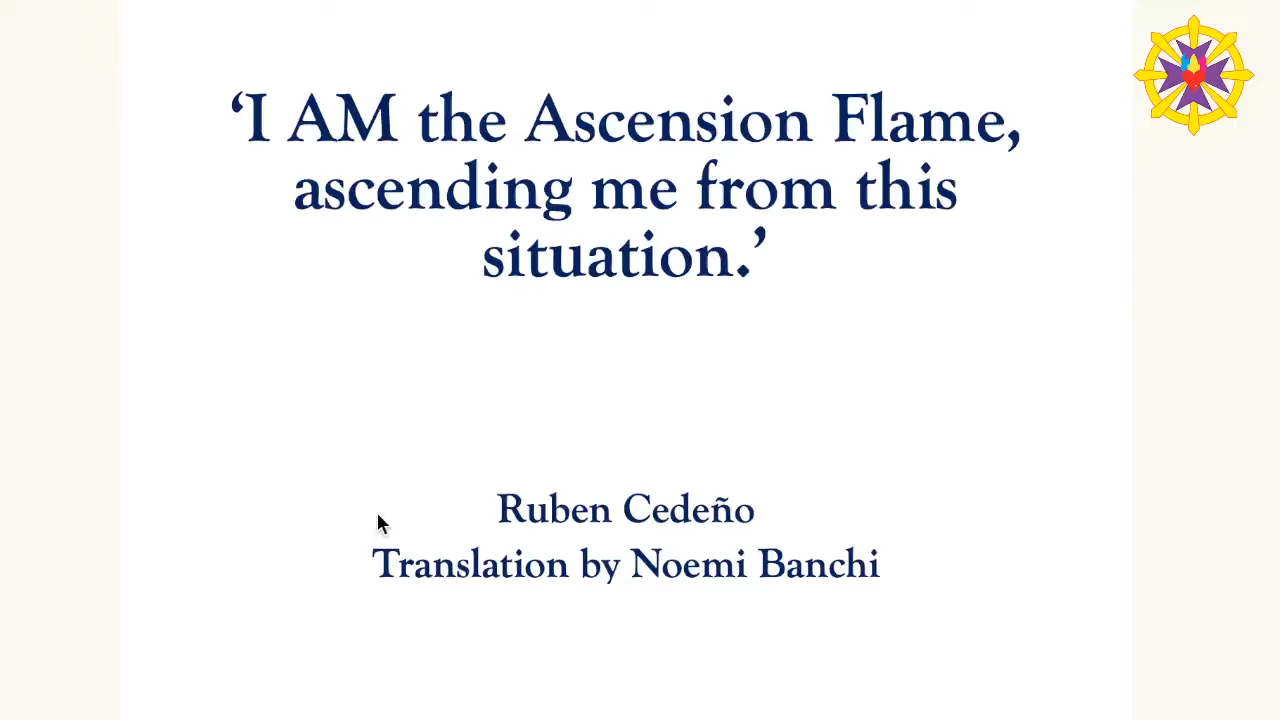 ‘I AM the Ascension Flame,
ascending me from this
situation.’
Ruben Cedeño
Translation by Noemi Banchi